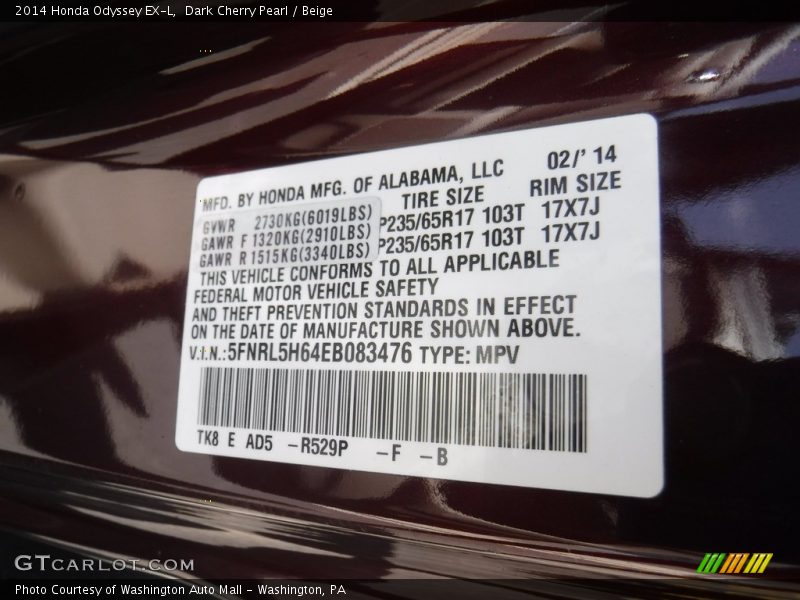 2014 Honda Odyssey EX-L, Dark Cherry Pearl / Beige
MFD. BY HONDA MFG. OF ALABAMA, LLC 02/' 14
TIRE SIZE RIM SIZE
GVWR 2730KG(6019LBS)
GAWR F 1320KG(2910LBS) P235/65R17 103T 17X7J
GAWR R 1515KG(3340LBS) P235/65R17 103T 17X7J
THIS VEHICLE CONFORMS TO ALL APPLICABLE
FEDERAL MOTOR VEHICLE SAFETY
AND THEFT PREVENTION STANDARDS IN EFFECT
ON THE DATE OF MANUFACTURE SHOWN ABOVE.
V.I.N.:5FNRL5H64EB083476 TYPE: MPV
TK8 E AD5 -R529P -F -B
GTCARLOT.COM
Photo Courtesy of Washington Auto Mall - Washington, PA